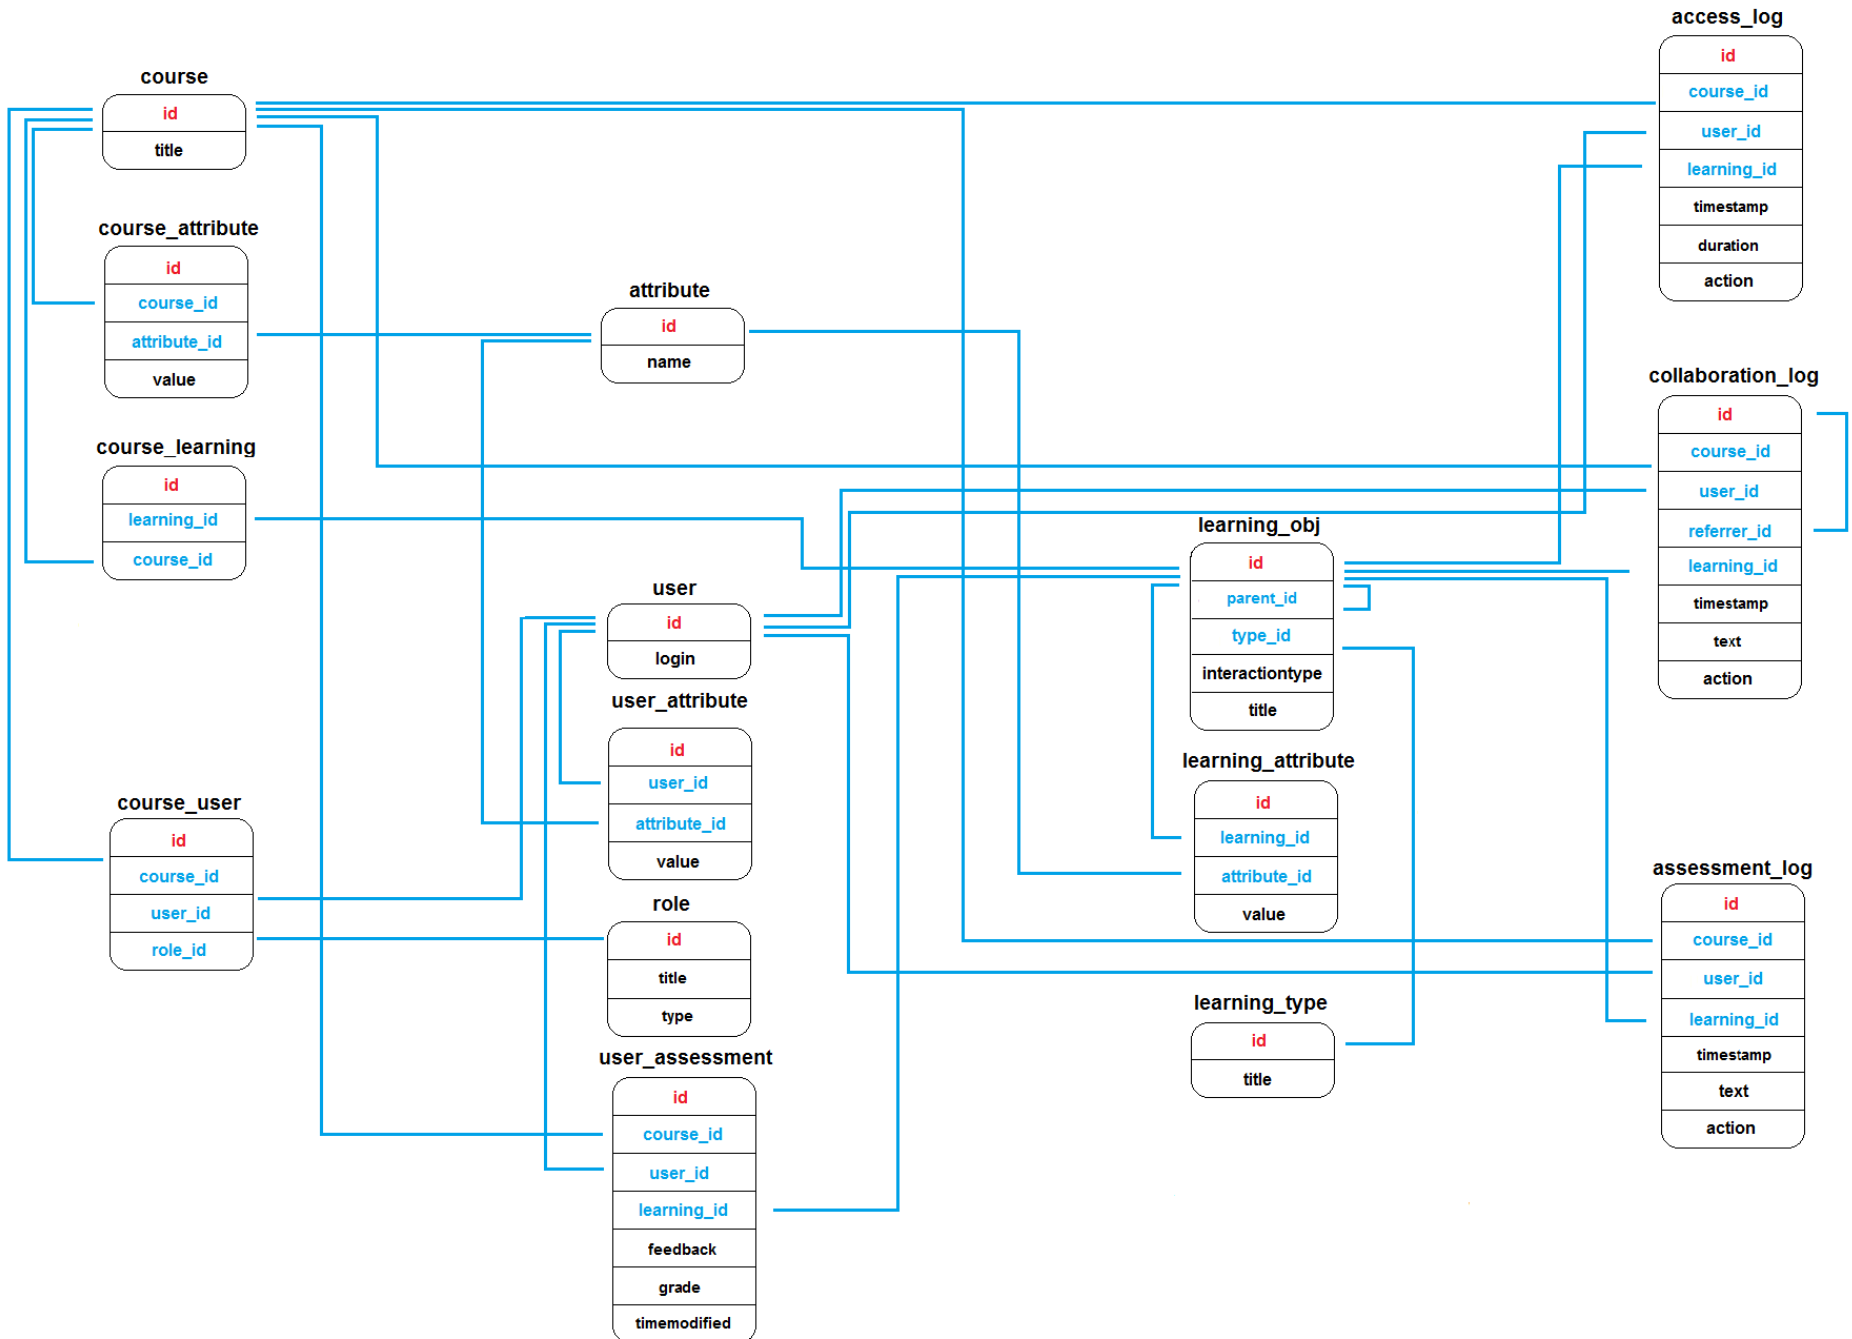 course
id
title
course_attribute
id
course_id
attribute_id
value
course_learning
id
learning_id
course_id
course_user
id
course_id
user_id
role_id
attribute
id
name
user
id
login
user_attribute
id
user_id
attribute_id
value
role
id
title
type
user_assessment
id
course_id
user_id
learning_id
feedback
grade
timemodified
learning_obj
id
parent_id
type_id
interactiontype
title
learning_attribute
id
learning_id
attribute_id
value
learning_type
id
title
access_log
id
course_id
user_id
learning_id
timestamp
duration
action
collaboration_log
id
course_id
user_id
referrer_id
learning_id
timestamp
text
action
assessment_log
id
course_id
user_id
learning_id
timestamp
text
action